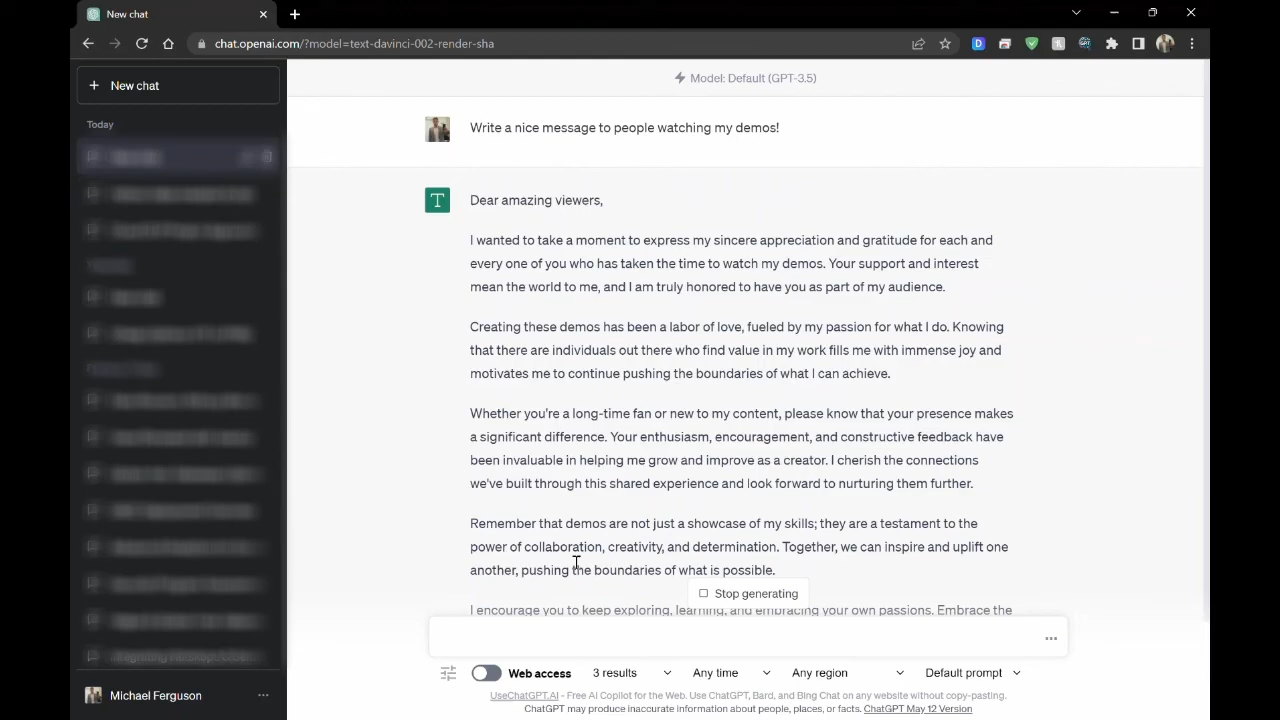 New chat
chat.openai.com/?model=text-davinci-002-render-sha
New chat
Today
Michael Ferguson
Model: Default (GPT-3.5)
Write a nice message to people watching my demos!
Dear amazing viewers,
I wanted to take a moment to express my sincere appreciation and gratitude for each and
every one of you who has taken the time to watch my demos. Your support and interest
mean the world to me, and I am truly honored to have you as part of my audience.
Creating these demos has been a labor of love, fueled by my passion for what I do. Knowing
that there are individuals out there who find value in my work fills me with immense joy and
motivates me to continue pushing the boundaries of what I can achieve.
Whether you're a long-time fan or new to my content, please know that your presence makes
a significant difference. Your enthusiasm, encouragement, and constructive feedback have
been invaluable in helping me grow and improve as a creator. I cherish the connections
we've built through this shared experience and look forward to nurturing them further.
Remember that demos are not just a showcase of my skills; they are a testament to the
power of collaboration, creativity, and determination. Together, we can inspire and uplift one
another, pushing the boundaries of what is possible.
Stop generating
I encourage you to keep exploring, learning, and embracing your own passions. Embrace the
Web access 3 results Any time Any region Default prompt
UseChatGPT.AI - Free AI Copilot for the Web. Use ChatGPT, Bard, and Bing Chat on any website without copy-pasting.
ChatGPT may produce inaccurate information about people, places, or facts. ChatGPT May 12 Version